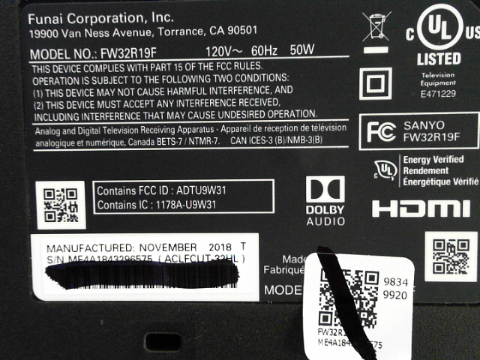 Funai Corporation, Inc.
19900 Van Ness Avenue, Torrance, CA 90501
MODEL NO.: FW32R19F 120V~ 60Hz 50W
THIS DEVICE COMPLIES WITH PART 15 OF THE FCC RULES.
OPERATION IS SUBJECT TO THE FOLLOWING TWO CONDITIONS:
(1) THIS DEVICE MAY NOT CAUSE HARMFUL INTERFERENCE, AND
(2) THIS DEVICE MUST ACCEPT ANY INTERFERENCE RECEIVED,
INCLUDING INTERFERENCE THAT MAY CAUSE UNDESIRED OPERATION.
Analog and Digital Television Receiving Apparatus - Appareil de réception de télévision
analogique et numérique, Canada BETS-7 / NTMR-7. CAN ICES-3 (B)/NMB-3(B)
C UL US
LISTED
Television
Equipment
E471229
FC SANYO
FW32R19F
UL Energy Verified
Rendement
Énergétique Vérifié
Contains FCC ID : ADTU9W31
Contains IC : 1178A-U9W31
DOLBY
AUDIO
HDMI
MANUFACTURED: NOVEMBER 2018 T
S/N ( ACLFCUT-32HL )
Made
Fabriqué
MODEL
9834
9920
FW32R1